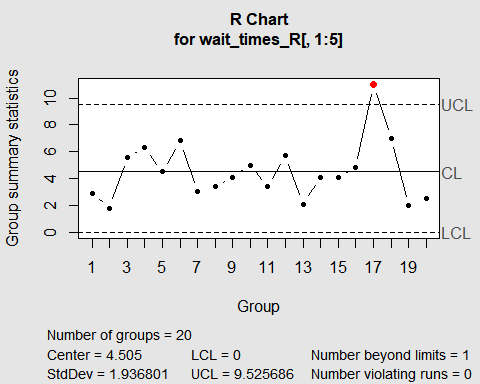 R Chart
for wait_times_R[, 1:5]
Group summary statistics
10
8
6
4
2
0
UCL
CL
LCL
1 3 5 7 9 11 13 15 17 19
Group
Number of groups = 20
Center = 4.505 LCL = 0 Number beyond limits = 1
StdDev = 1.936801 UCL = 9.525686 Number violating runs = 0